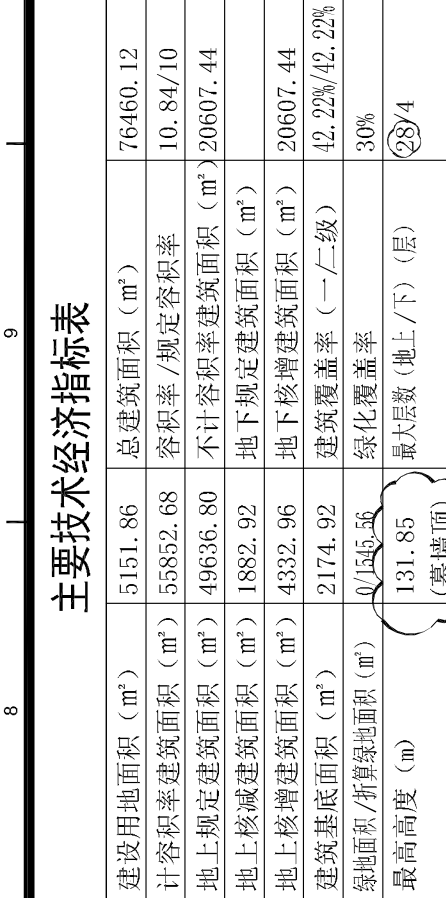 主要技术经济指标表
建设用地面积（㎡） 5151.86 总建筑面积（㎡） 76460.12
计容积率建筑面积（㎡） 55852.68 容积率/规定容积率 10.84/10
地上规定建筑面积（㎡） 49636.80 不计容积率建筑面积（㎡） 20607.44
地上核减建筑面积（㎡） 1882.92 地下规定建筑面积（㎡）
地上核增建筑面积（㎡） 4332.96 地下核增建筑面积（㎡） 20607.44
建筑基底面积（㎡） 2174.92 建筑覆盖率（一/二级） 42.22%/42.22%
绿地面积/折算绿地面积（㎡） 0/1545.56 绿化覆盖率 30%
最高高度（m） 131.85 最大层数（地上/下）（层） 28/4
(幕墙顶)
8 9